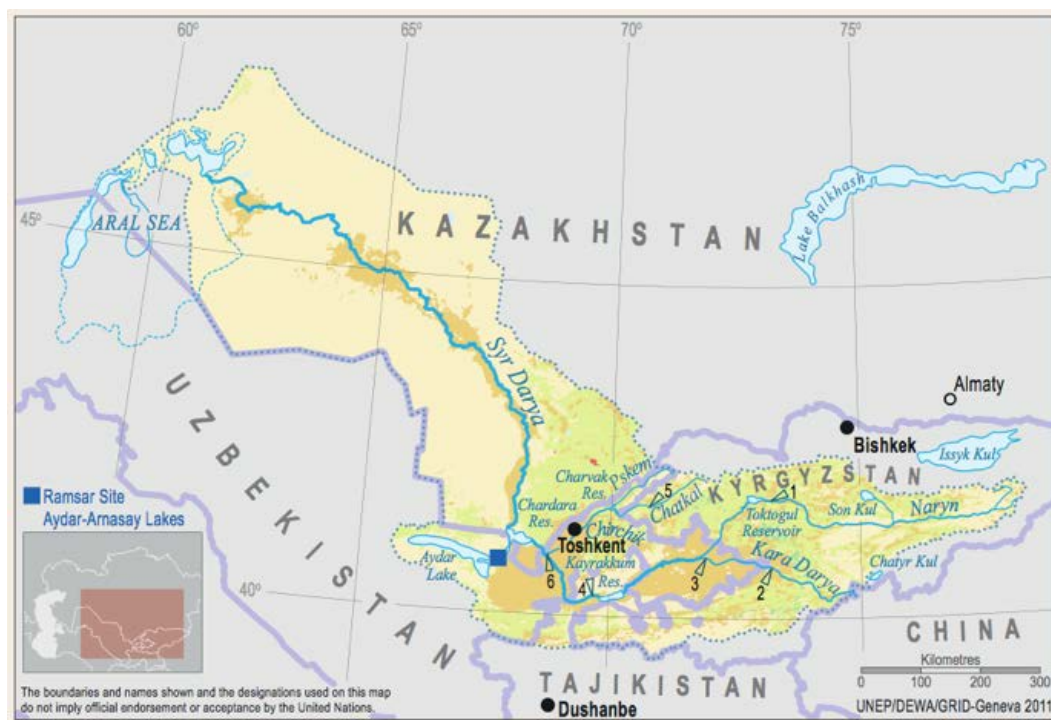 60°
65°
70°
75°
45°
40°
ARAL SEA
KAZAKHSTAN
Lake Balkhash
Syr Darya
UZBEKISTAN
Almaty
Bishkek
Issyk Kul
KYRGYZSTAN
Charvak
Res.
Pskem
Chatkal
5
1
Chardara
Res.
Chirchik
Toktogul
Reservoir
Son Kul
Naryn
Toshkent
Kayrakkum
Res.
Kara Darya
Chatyr Kul
Aydar
Lake
6
4
3
2
Ramsar Site
Aydar-Arnasay Lakes
CHINA
TAJIKISTAN
Dushanbe
Kilometres
0 100 200 300
The boundaries and names shown and the designations used on this map
do not imply official endorsement or acceptance by the United Nations.
UNEP/DEWA/GRID-Geneva 2011